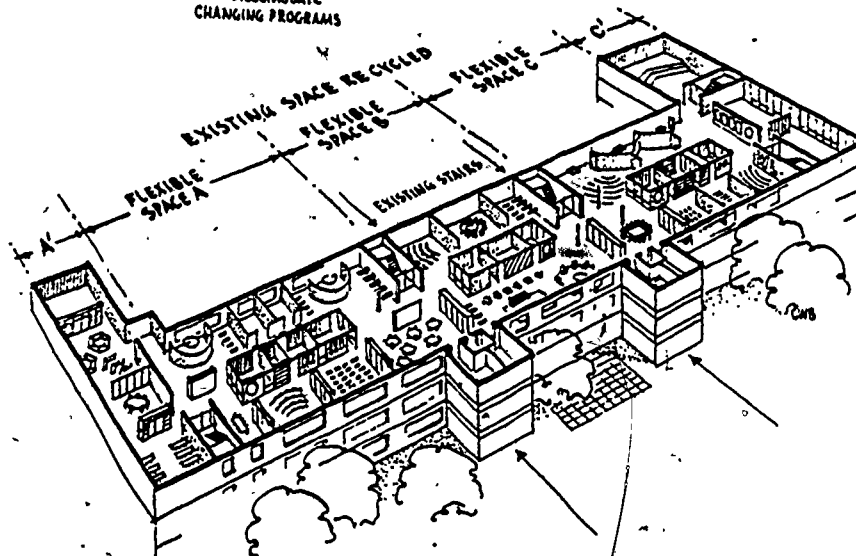 CHANGING PROGRAMS
EXISTING SPACE RECYCLED
A'
FLEXIBLE
SPACE A
FLEXIBLE
SPACE B
FLEXIBLE
SPACE C
C'
EXISTING STAIRS